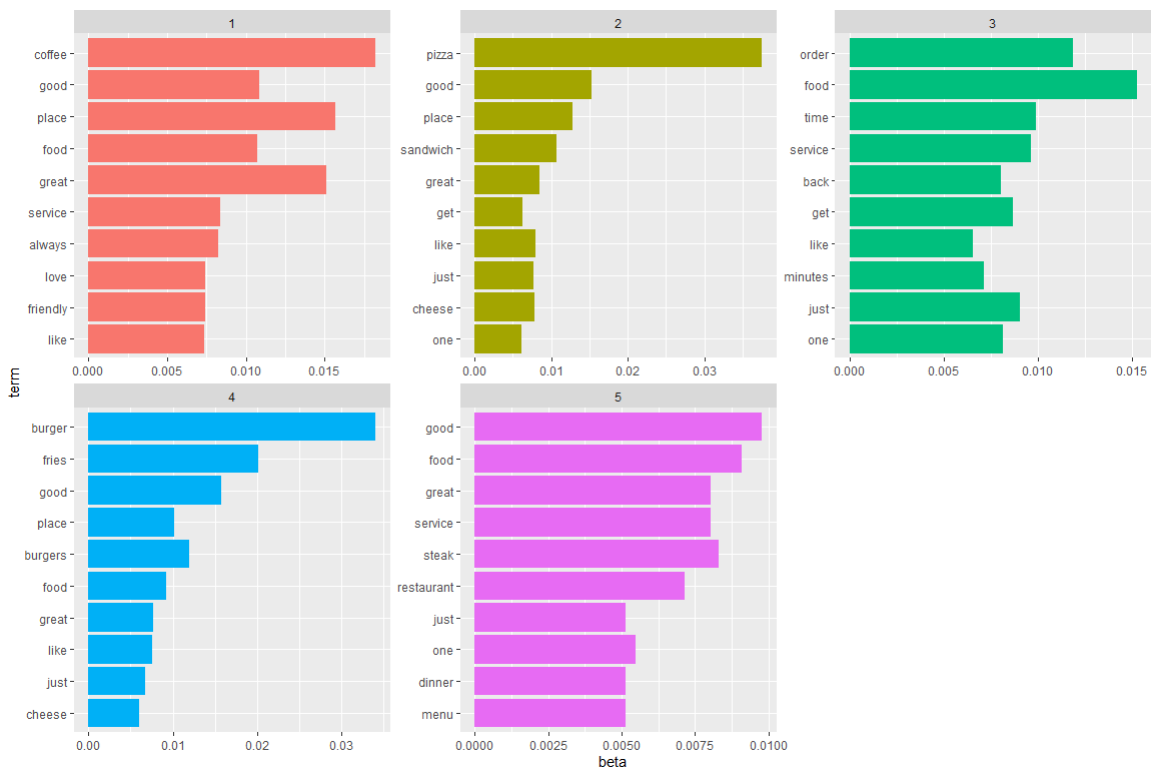 1
coffee
good
place
food
great
service
always
love
friendly
like
0.000 0.005 0.010 0.015
2
pizza
good
place
sandwich
great
get
like
just
cheese
one
0.00 0.01 0.02 0.03
3
order
food
time
service
back
get
like
minutes
just
one
0.000 0.005 0.010 0.015
term
4
burger
fries
good
place
burgers
food
great
like
just
cheese
0.00 0.01 0.02 0.03
5
good
food
great
service
steak
restaurant
just
one
dinner
menu
0.0000 0.0025 0.0050 0.0075 0.0100
beta